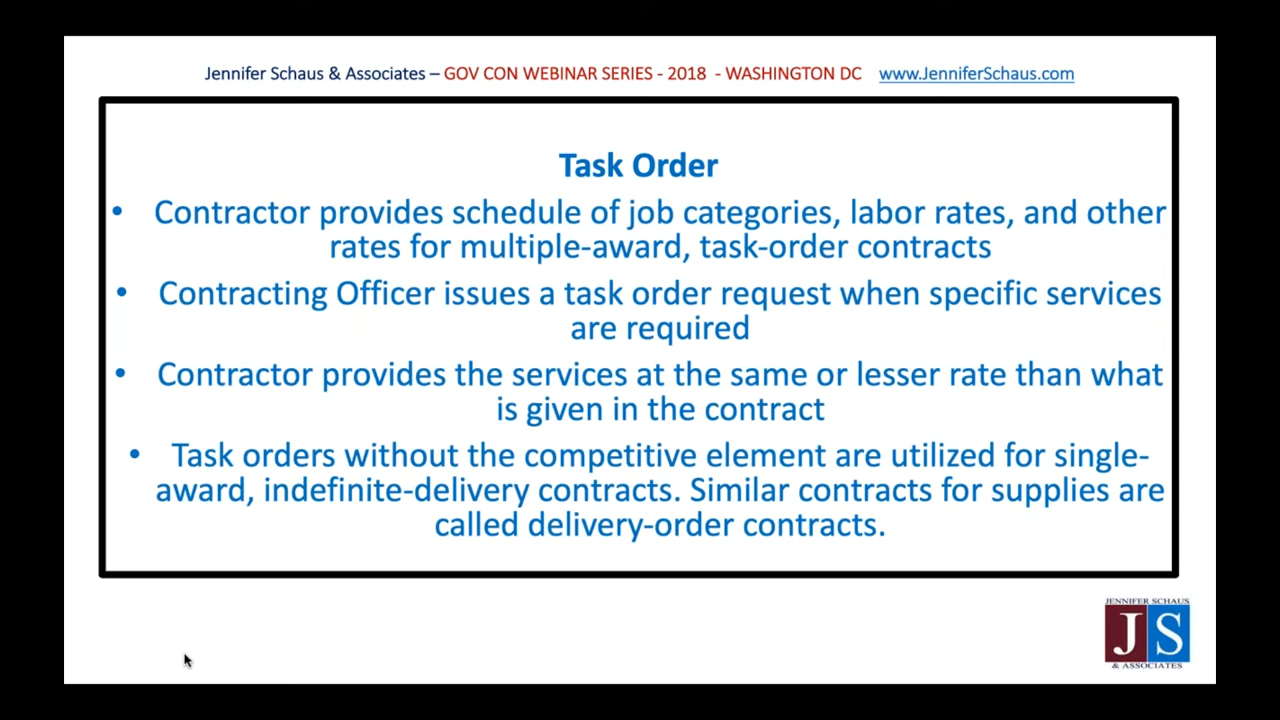 Jennifer Schaus & Associates – GOV CON WEBINAR SERIES - 2018 - WASHINGTON DC www.JenniferSchaus.com
Task Order
• Contractor provides schedule of job categories, labor rates, and other
rates for multiple-award, task-order contracts
• Contracting Officer issues a task order request when specific services
are required
• Contractor provides the services at the same or lesser rate than what
is given in the contract
• Task orders without the competitive element are utilized for single-
award, indefinite-delivery contracts. Similar contracts for supplies are
called delivery-order contracts.
JENNIFER SCHAUS
JS
& ASSOCIATES